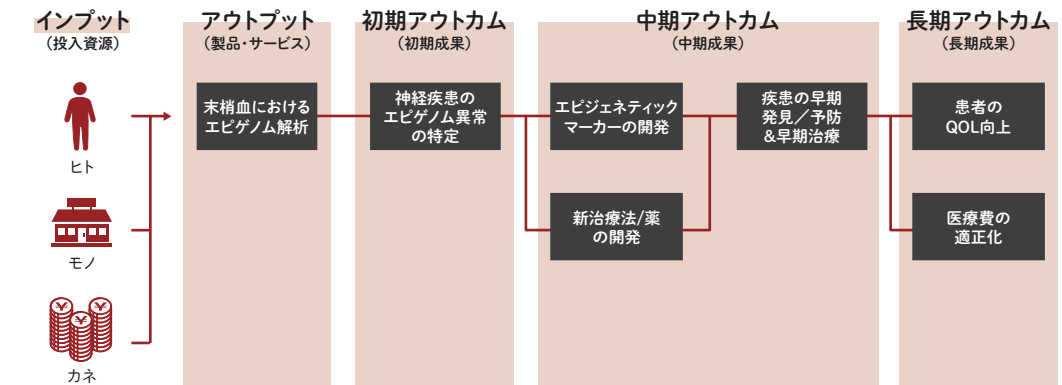 インプット
（投入資源）
ヒト
モノ
¥
¥
¥
カネ
アウトプット
（製品・サービス）
末梢血における
エピゲノム解析
初期アウトカム
（初期成果）
神経疾患の
エピゲノム異常
の特定
中期アウトカム
（中期成果）
エピジェネティック
マーカーの開発
新治療法/薬
の開発
疾患の早期
発見／予防
＆早期治療
長期アウトカム
（長期成果）
患者の
QOL向上
医療費の
適正化